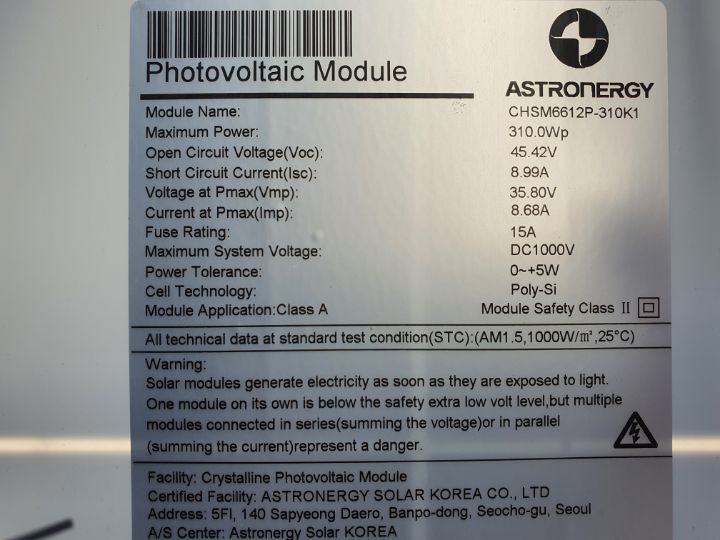 Photovoltaic Module
ASTRONERGY
Module Name: CHSM6612P-310K1
Maximum Power: 310.0Wp
Open Circuit Voltage(Voc): 45.42V
Short Circuit Current(Isc): 8.99A
Voltage at Pmax(Vmp): 35.80V
Current at Pmax(Imp): 8.68A
Fuse Rating: 15A
Maximum System Voltage: DC1000V
Power Tolerance: 0~+5W
Cell Technology: Poly-Si
Module Application:Class A Module Safety Class II
All technical data at standard test condition(STC):(AM1.5,1000W/㎡,25°C)
Warning:
Solar modules generate electricity as soon as they are exposed to light.
One module on its own is below the safety extra low volt level,but multiple
modules connected in series(summing the voltage)or in parallel
(summing the current)represent a danger.
Facility: Crystalline Photovoltaic Module
Certified Facility: ASTRONERGY SOLAR KOREA CO., LTD
Address: 5Fl, 140 Sapyeong Daero, Banpo-dong, Seocho-gu, Seoul
A/S Center: Astronergy Solar KOREA